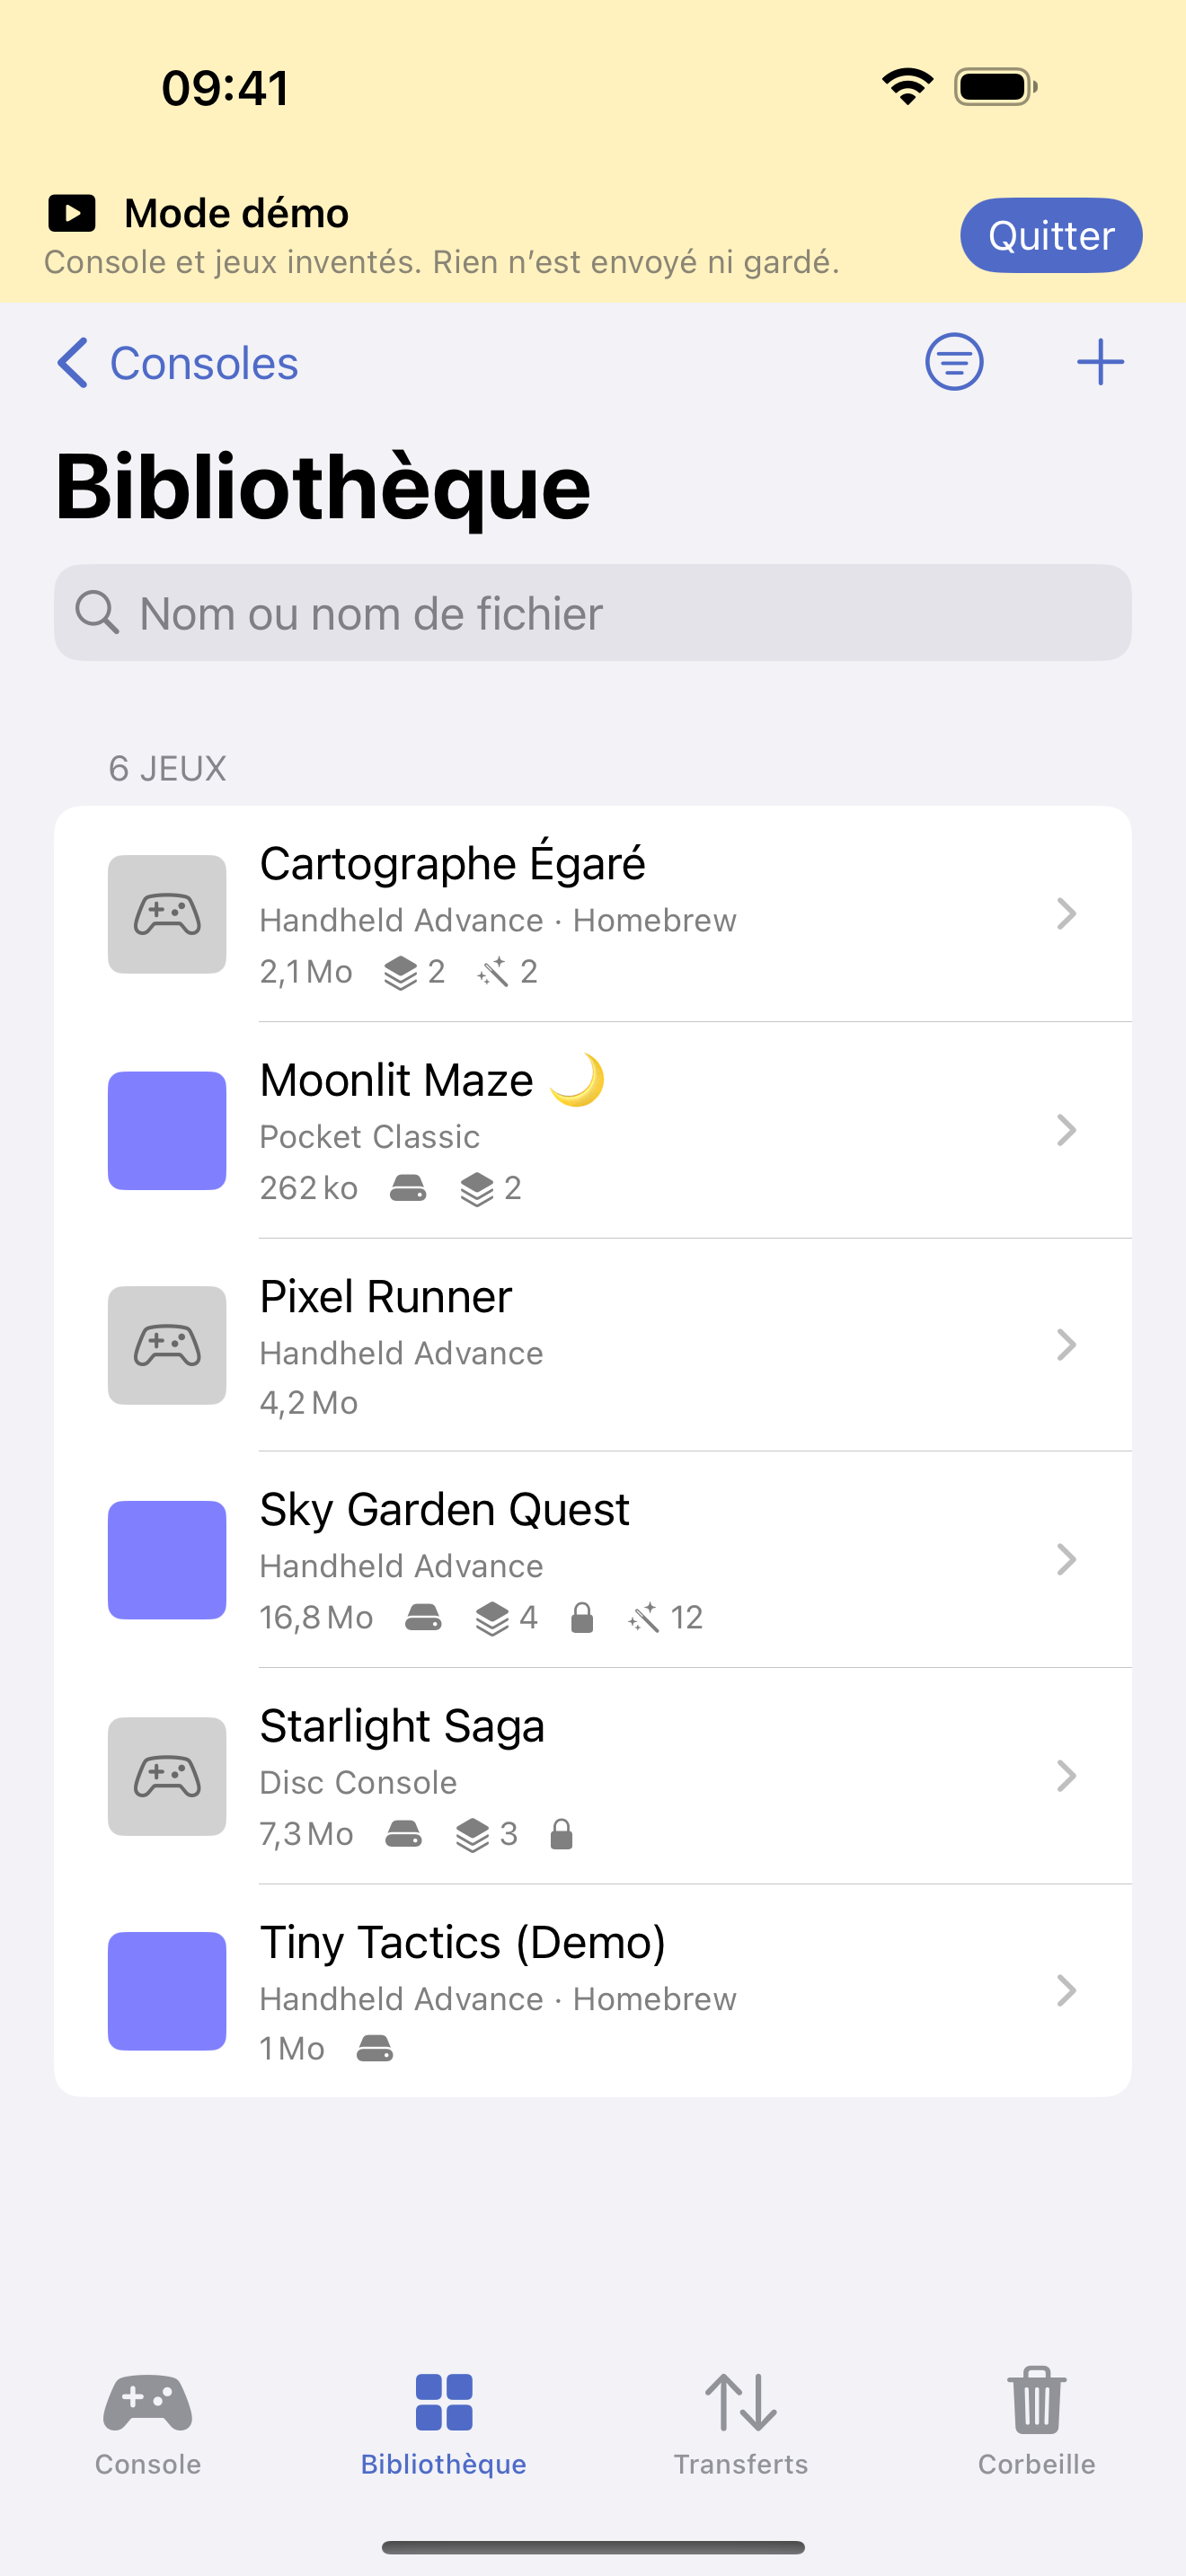 09:41
Mode démo
Console et jeux inventés. Rien n’est envoyé ni gardé.
Quitter
Consoles
Bibliothèque
Nom ou nom de fichier
6 JEUX
Cartographe Égaré
Handheld Advance · Homebrew
2,1 Mo 2 2
Moonlit Maze 🌙
Pocket Classic
262 ko 2
Pixel Runner
Handheld Advance
4,2 Mo
Sky Garden Quest
Handheld Advance
16,8 Mo 4 12
Starlight Saga
Disc Console
7,3 Mo 3
Tiny Tactics (Demo)
Handheld Advance · Homebrew
1 Mo
Console Bibliothèque Transferts Corbeille